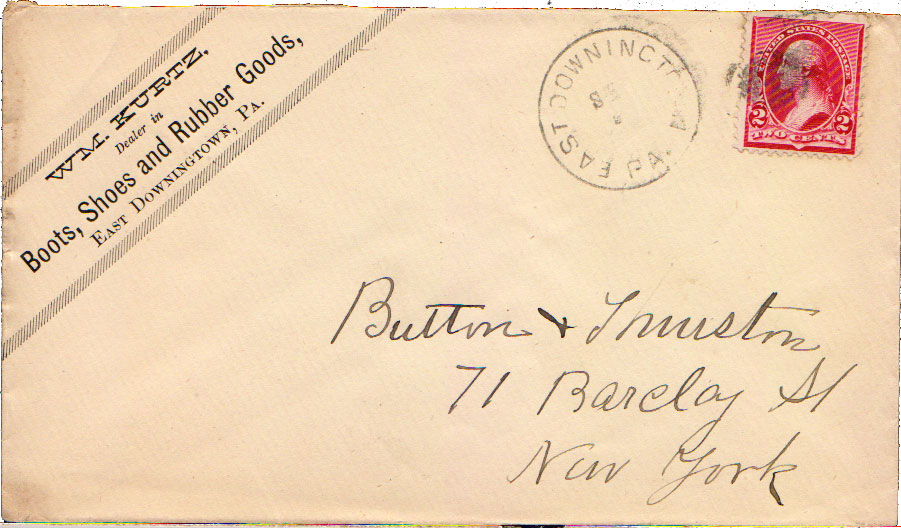 WM. KURTZ,
Dealer in
Boots, Shoes and Rubber Goods,
EAST DOWNINGTOWN, PA.
EAST DOWNINGTOWN PA.
UNITED STATES POSTAGE
2 2
TWO CENTS
Button & Thurston
71 Barclay St
New York